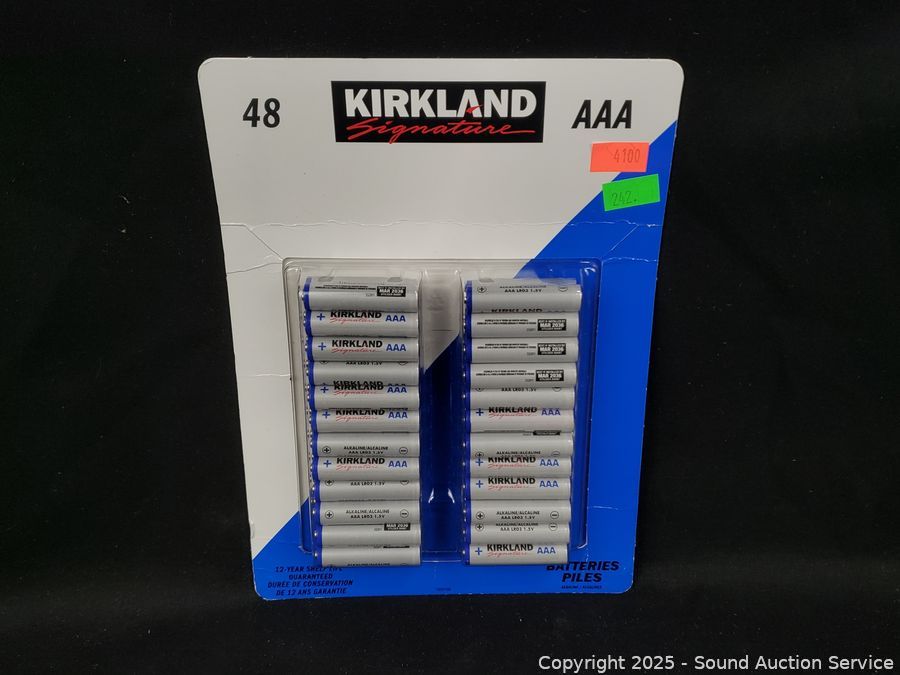 48
KIRKLAND
Signature
AAA
4100
242.
MAR 2036
+ KIRKLAND AAA
Signature
+ KIRKLAND AAA
Signature
AAA LR03 1.5V
KIRKLAND
+ KIRKLAND AAA
Signature
+ KIRKLAND AAA
Signature
ALKALINE/ALCALINE
AAA LR03 1.5V
+ KIRKLAND AAA
Signature
AAA LR03 1.5V
ALKALINE/ALCALINE
AAA LR03 1.5V
MAR 2036
ALKALINE/ALCALINE
AAA LR03 1.5V
KIRKLAND
MAR 2036
MAR 2036
MAR 2036
AAA LR03 1.5V
+ KIRKLAND AAA
Signature
ALKALINE/ALCALINE
+ KIRKLAND AAA
Signature
+ KIRKLAND AAA
Signature
ALKALINE/ALCALINE
AAA LR03 1.5V
ALKALINE/ALCALINE
AAA LR03 1.5V
+ KIRKLAND AAA
Signature
12-YEAR SHELF LIFE
GUARANTEED
DURÉE DE CONSERVATION
DE 12 ANS GARANTIE
BATTERIES
PILES
Copyright 2025 - Sound Auction Service